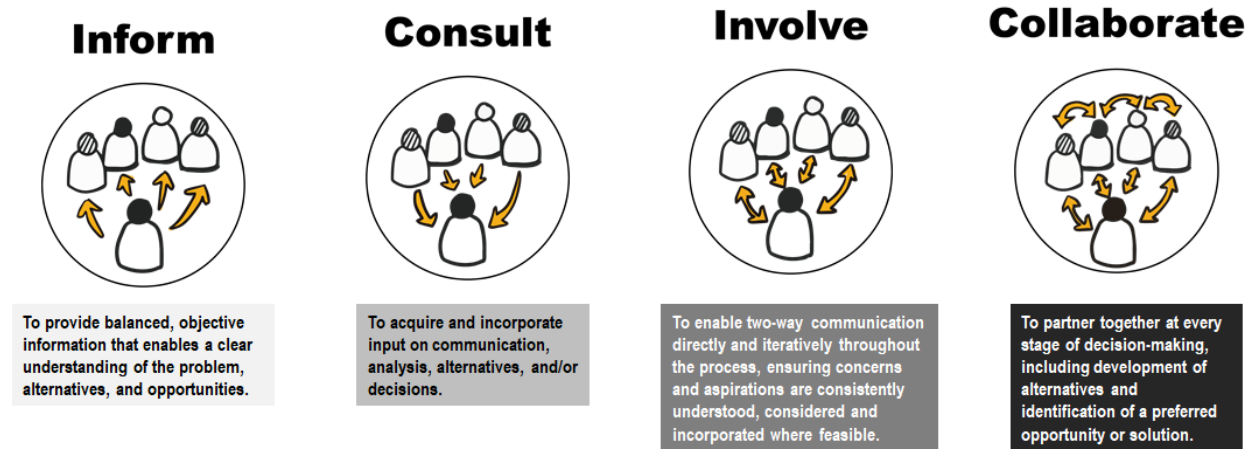 Inform
To provide balanced, objective
information that enables a clear
understanding of the problem,
alternatives, and opportunities.
Consult
To acquire and incorporate
input on communication,
analysis, alternatives, and/or
decisions.
Involve
To enable two-way communication
directly and iteratively throughout
the process, ensuring concerns
and aspirations are consistently
understood, considered and
incorporated where feasible.
Collaborate
To partner together at every
stage of decision-making,
including development of
alternatives and
identification of a preferred
opportunity or solution.